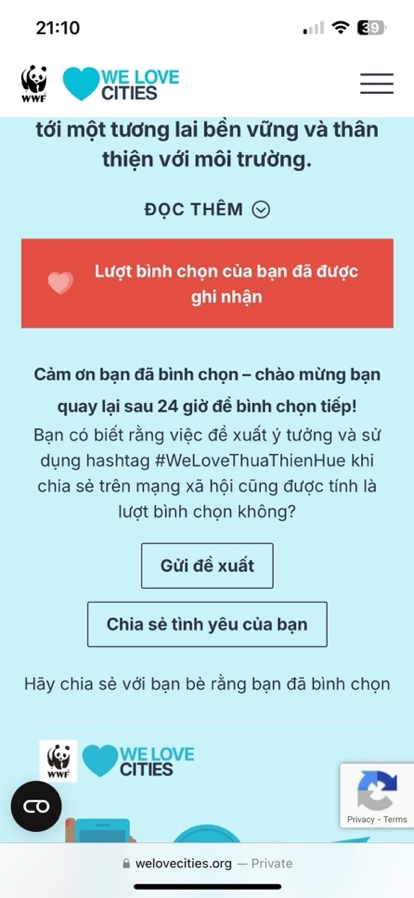 21:10
39
WWF
WE LOVE
CITIES
tới một tương lai bền vững và thân
thiện với môi trường.
ĐỌC THÊM
Lượt bình chọn của bạn đã được
ghi nhận
Cảm ơn bạn đã bình chọn – chào mừng bạn
quay lại sau 24 giờ để bình chọn tiếp!
Bạn có biết rằng việc đề xuất ý tưởng và sử
dụng hashtag #WeLoveThuaThienHue khi
chia sẻ trên mạng xã hội cũng được tính là
lượt bình chọn không?
Gửi đề xuất
Chia sẻ tình yêu của bạn
Hãy chia sẻ với bạn bè rằng bạn đã bình chọn
WWF
WE LOVE
CITIES
Privacy - Terms
welovecities.org — Private